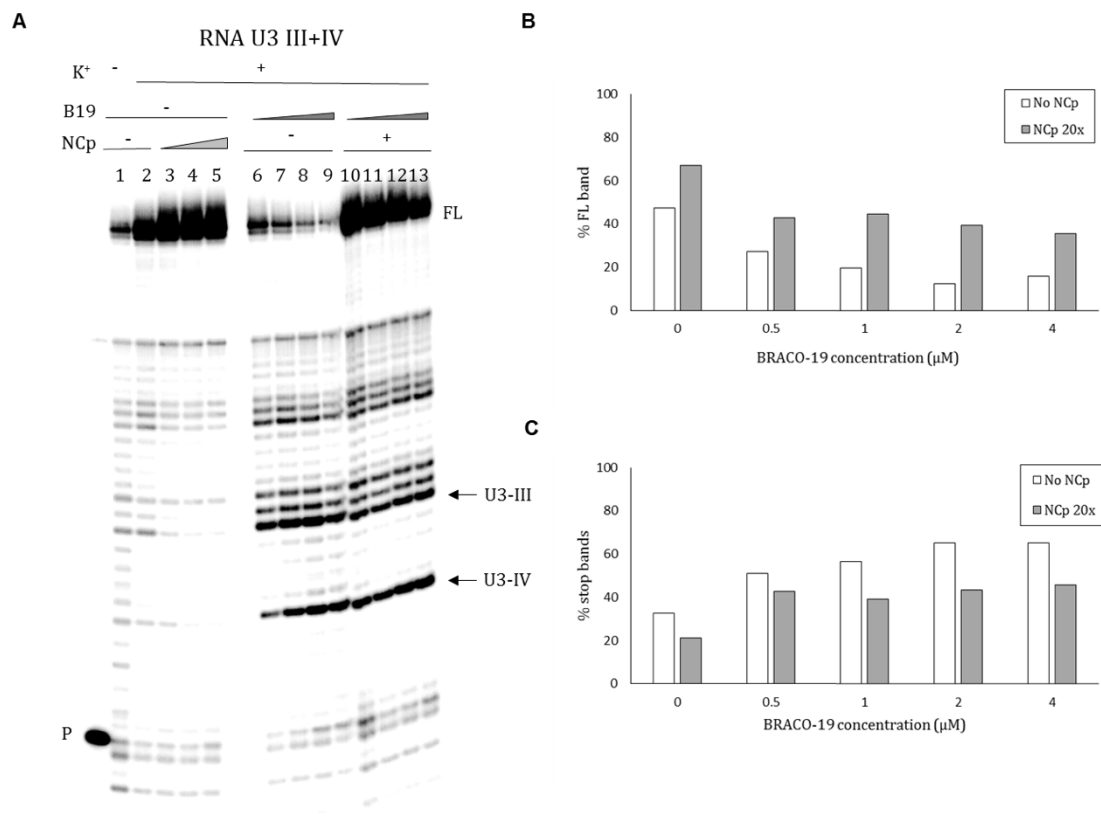 A
RNA U3 III+IV
K+ - +
B19 -
NCp - - +
1 2 3 4 5 6 7 8 9 10 11 12 13
FL
U3-III
U3-IV
P
B
100
80
60
40
20
0
% FL band
No NCp
NCp 20x
0 0.5 1 2 4
BRACO-19 concentration (μM)
C
100
80
60
40
20
0
% stop bands
No NCp
NCp 20x
0 0.5 1 2 4
BRACO-19 concentration (μM)